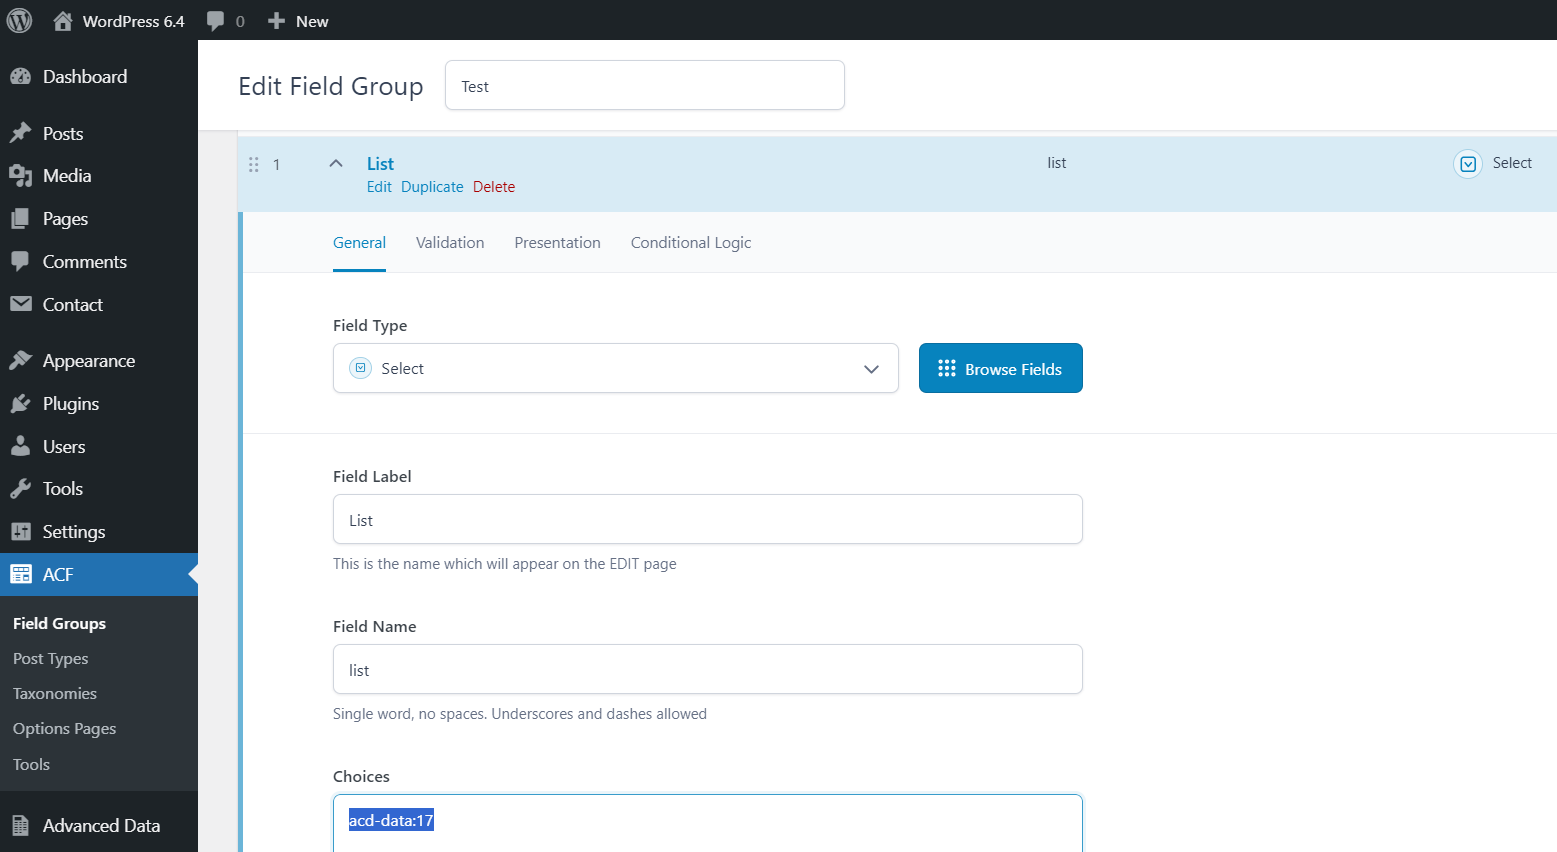 WordPress 6.4 0 New
Dashboard
Posts
Media
Pages
Comments
Contact
Appearance
Plugins
Users
Tools
Settings
ACF
Field Groups
Post Types
Taxonomies
Options Pages
Tools
Advanced Data
Edit Field Group Test
1 List list Select
Edit Duplicate Delete
General Validation Presentation Conditional Logic
Field Type
Select Browse Fields
Field Label
List
This is the name which will appear on the EDIT page
Field Name
list
Single word, no spaces. Underscores and dashes allowed
Choices
acd-data:17